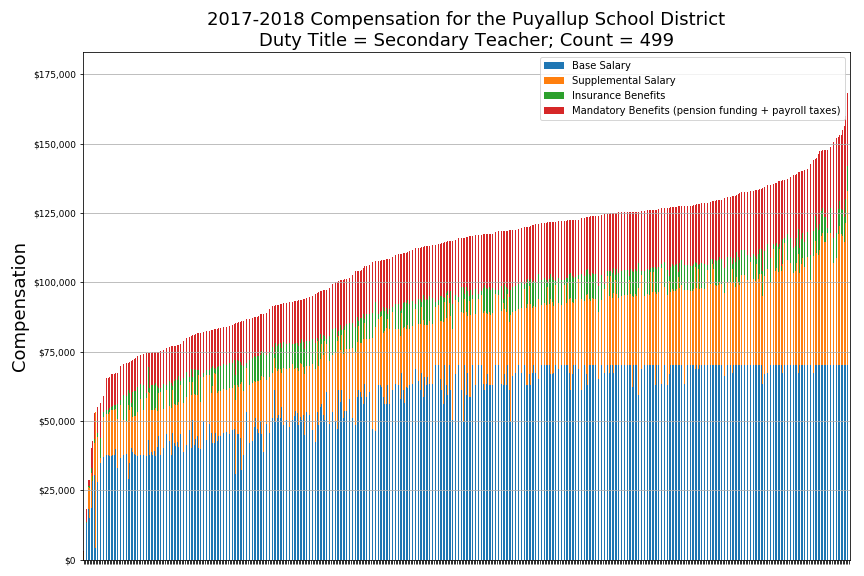 2017-2018 Compensation for the Puyallup School District
Duty Title = Secondary Teacher; Count = 499
Base Salary
Supplemental Salary
Insurance Benefits
Mandatory Benefits (pension funding + payroll taxes)
Compensation
$175,000
$150,000
$125,000
$100,000
$75,000
$50,000
$25,000
$0